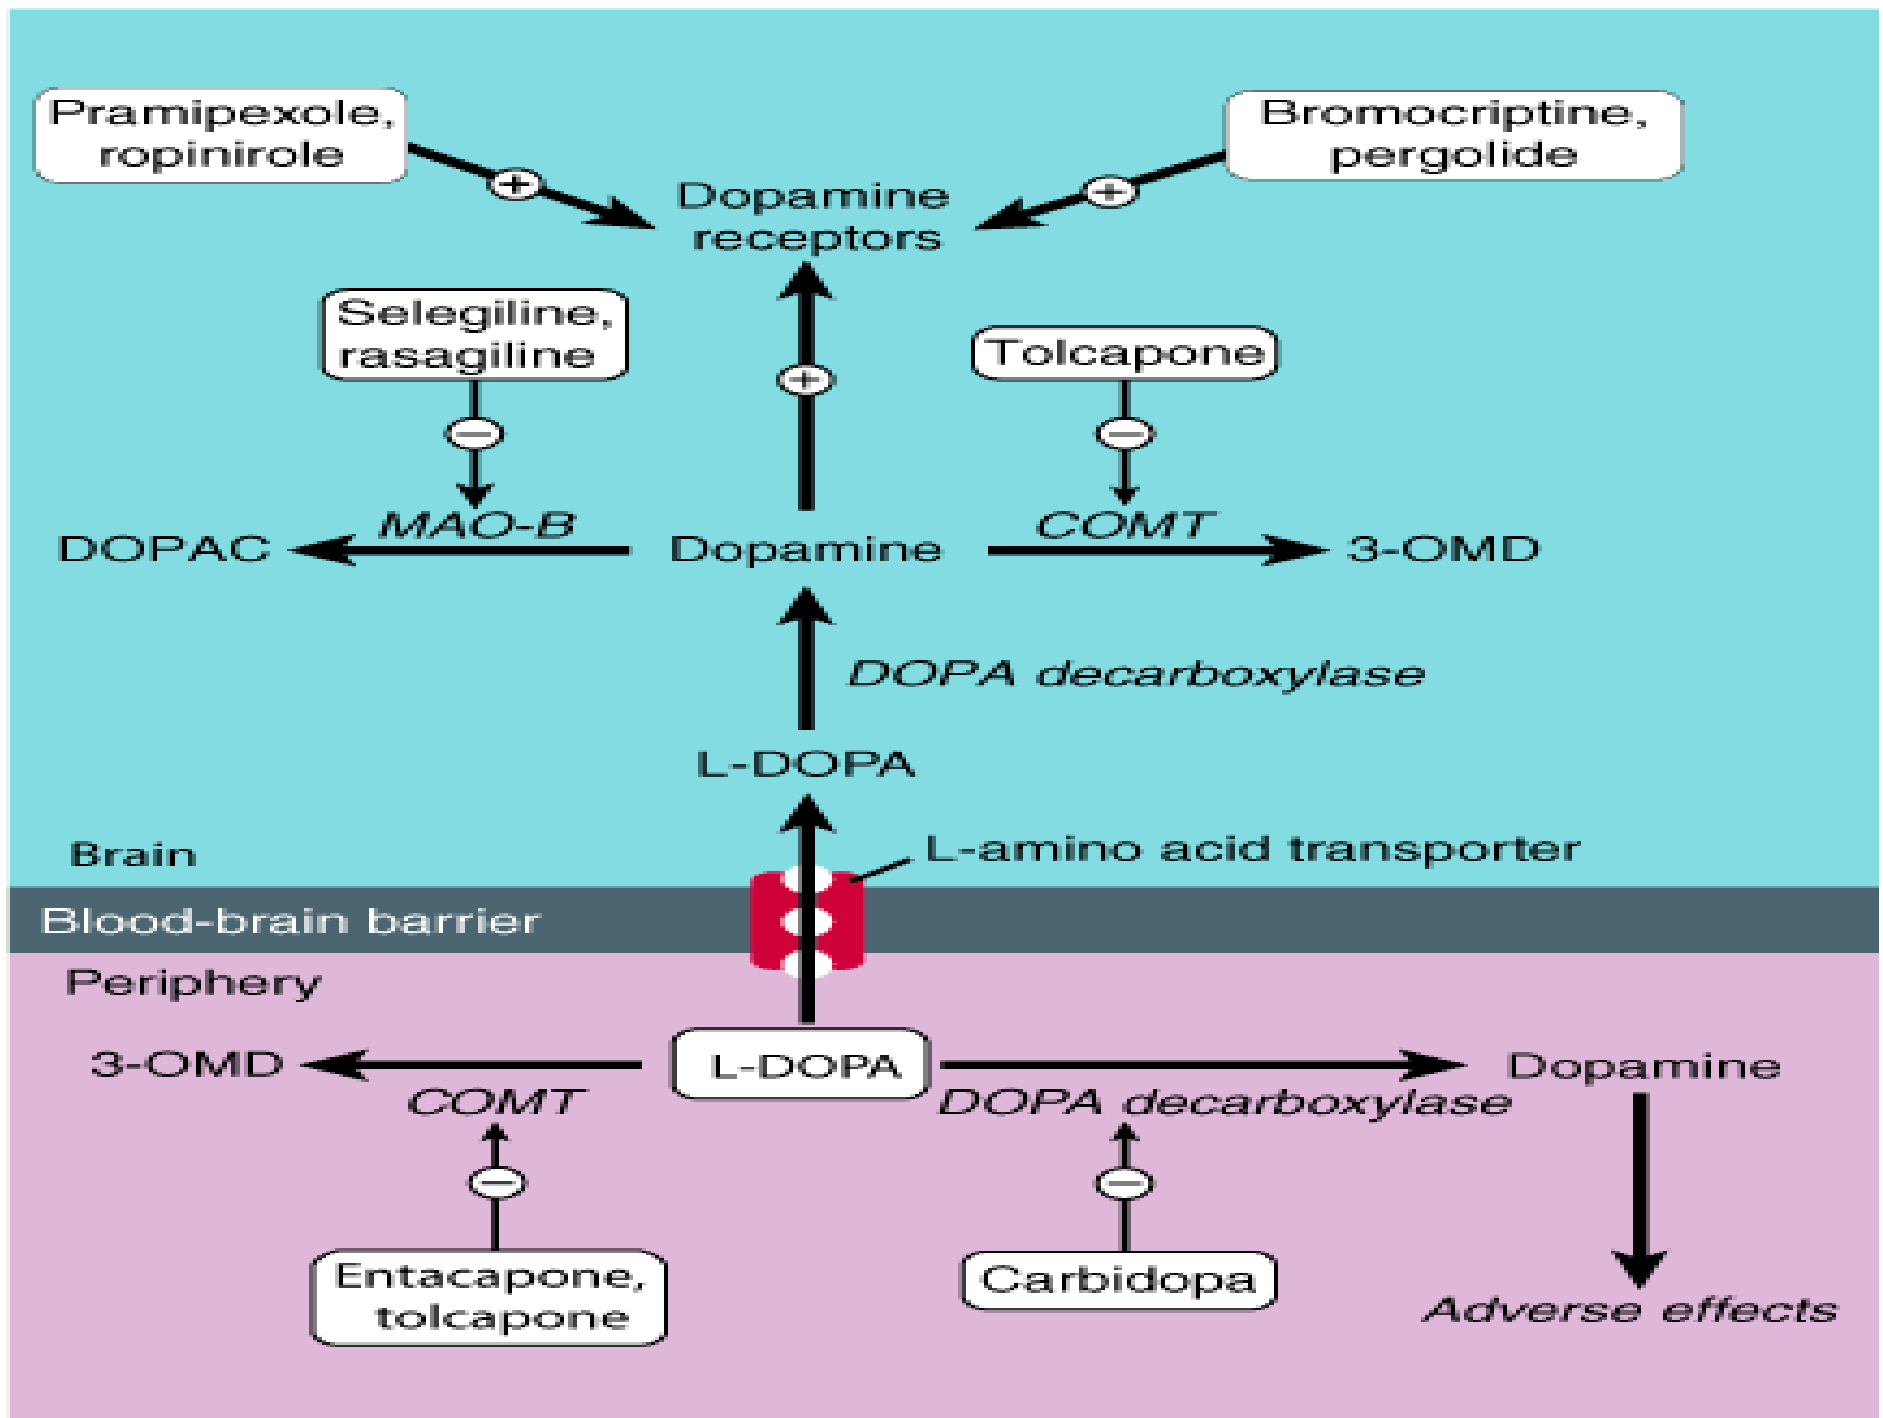 Pramipexole,
ropinirole
Bromocriptine,
pergolide
Dopamine
receptors
+
+
Selegiline,
rasagiline
Tolcapone
+
−
−
MAO-B
COMT
DOPAC
Dopamine
3-OMD
DOPA decarboxylase
L-DOPA
Brain
L-amino acid transporter
Blood-brain barrier
Periphery
3-OMD
L-DOPA
Dopamine
COMT
DOPA decarboxylase
−
−
Entacapone,
tolcapone
Carbidopa
Adverse effects